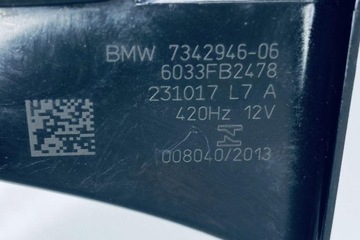 BMW 7342946-06
6033FB2478
231017 L7 A
420Hz 12V
008040/2013